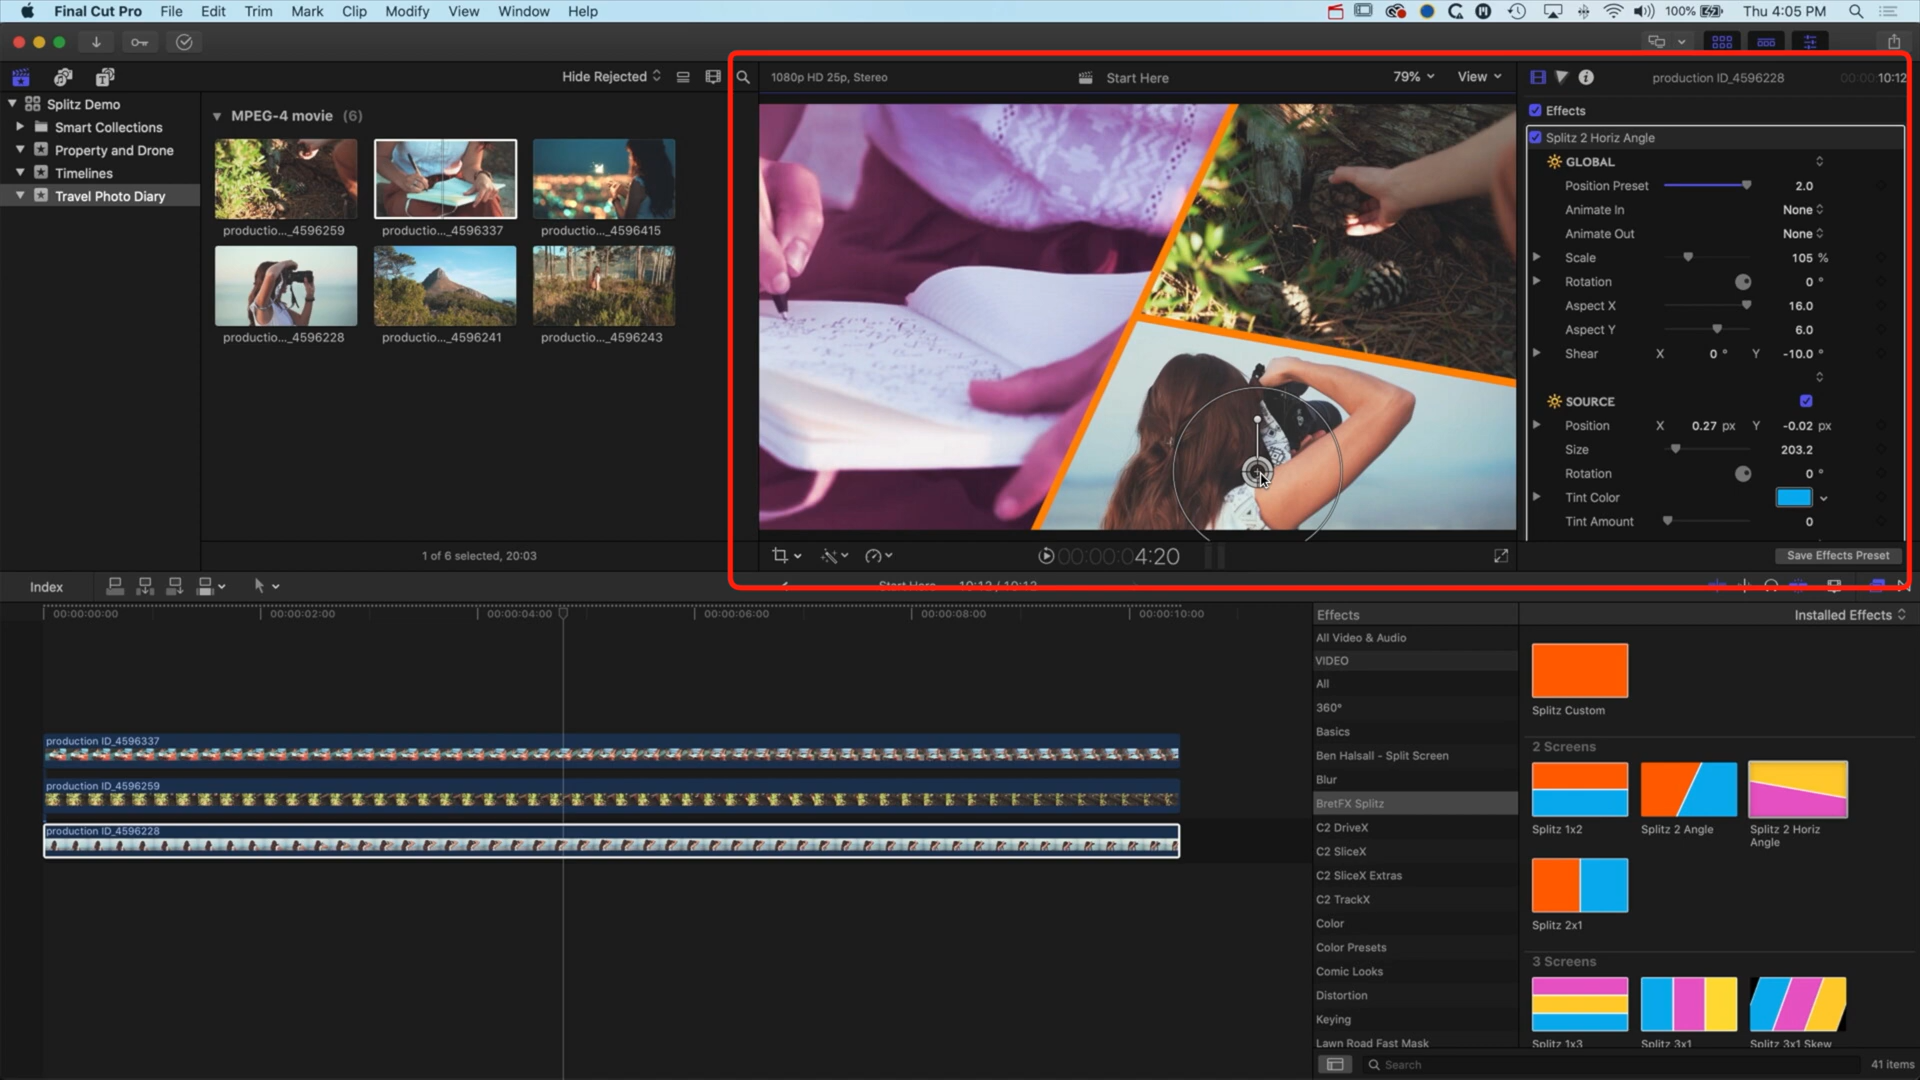 Final Cut Pro File Edit Trim Mark Clip Modify View Window Help 100% Thu 4:05 PM
Hide Rejected
1080p HD 25p, Stereo Start Here 79% View
production ID_4596228 00:00:10:12
Splitz Demo
Smart Collections
Property and Drone
Timelines
Travel Photo Diary
MPEG-4 movie (6)
productio..._4596259 productio..._4596337 productio..._4596415
productio..._4596228 productio..._4596241 productio..._4596243
1 of 6 selected, 20:03
00:00:04:20
Effects
Splitz 2 Horiz Angle
GLOBAL
Position Preset 2.0
Animate In None
Animate Out None
Scale 105 %
Rotation 0 °
Aspect X 16.0
Aspect Y 6.0
Shear X 0 ° Y -10.0 °
SOURCE
Position X 0.27 px Y -0.02 px
Size 203.2
Rotation 0 °
Tint Color
Tint Amount 0
Save Effects Preset
Index
Start Here 10:12 / 10:12
00:00:00:00 00:00:02:00 00:00:04:00 00:00:06:00 00:00:08:00 00:00:10:00
production ID_4596337
production ID_4596259
production ID_4596228
Effects
All Video & Audio
VIDEO
All
360°
Basics
Ben Halsall - Split Screen
Blur
BretFX Splitz
C2 DriveX
C2 SliceX
C2 SliceX Extras
C2 TrackX
Color
Color Presets
Comic Looks
Distortion
Keying
Lawn Road Fast Mask
Installed Effects
Splitz Custom
2 Screens
Splitz 1x2 Splitz 2 Angle Splitz 2 Horiz
Angle
Splitz 2x1
3 Screens
Splitz 1x3 Splitz 3x1 Splitz 3x1 Skew
Search
41 items